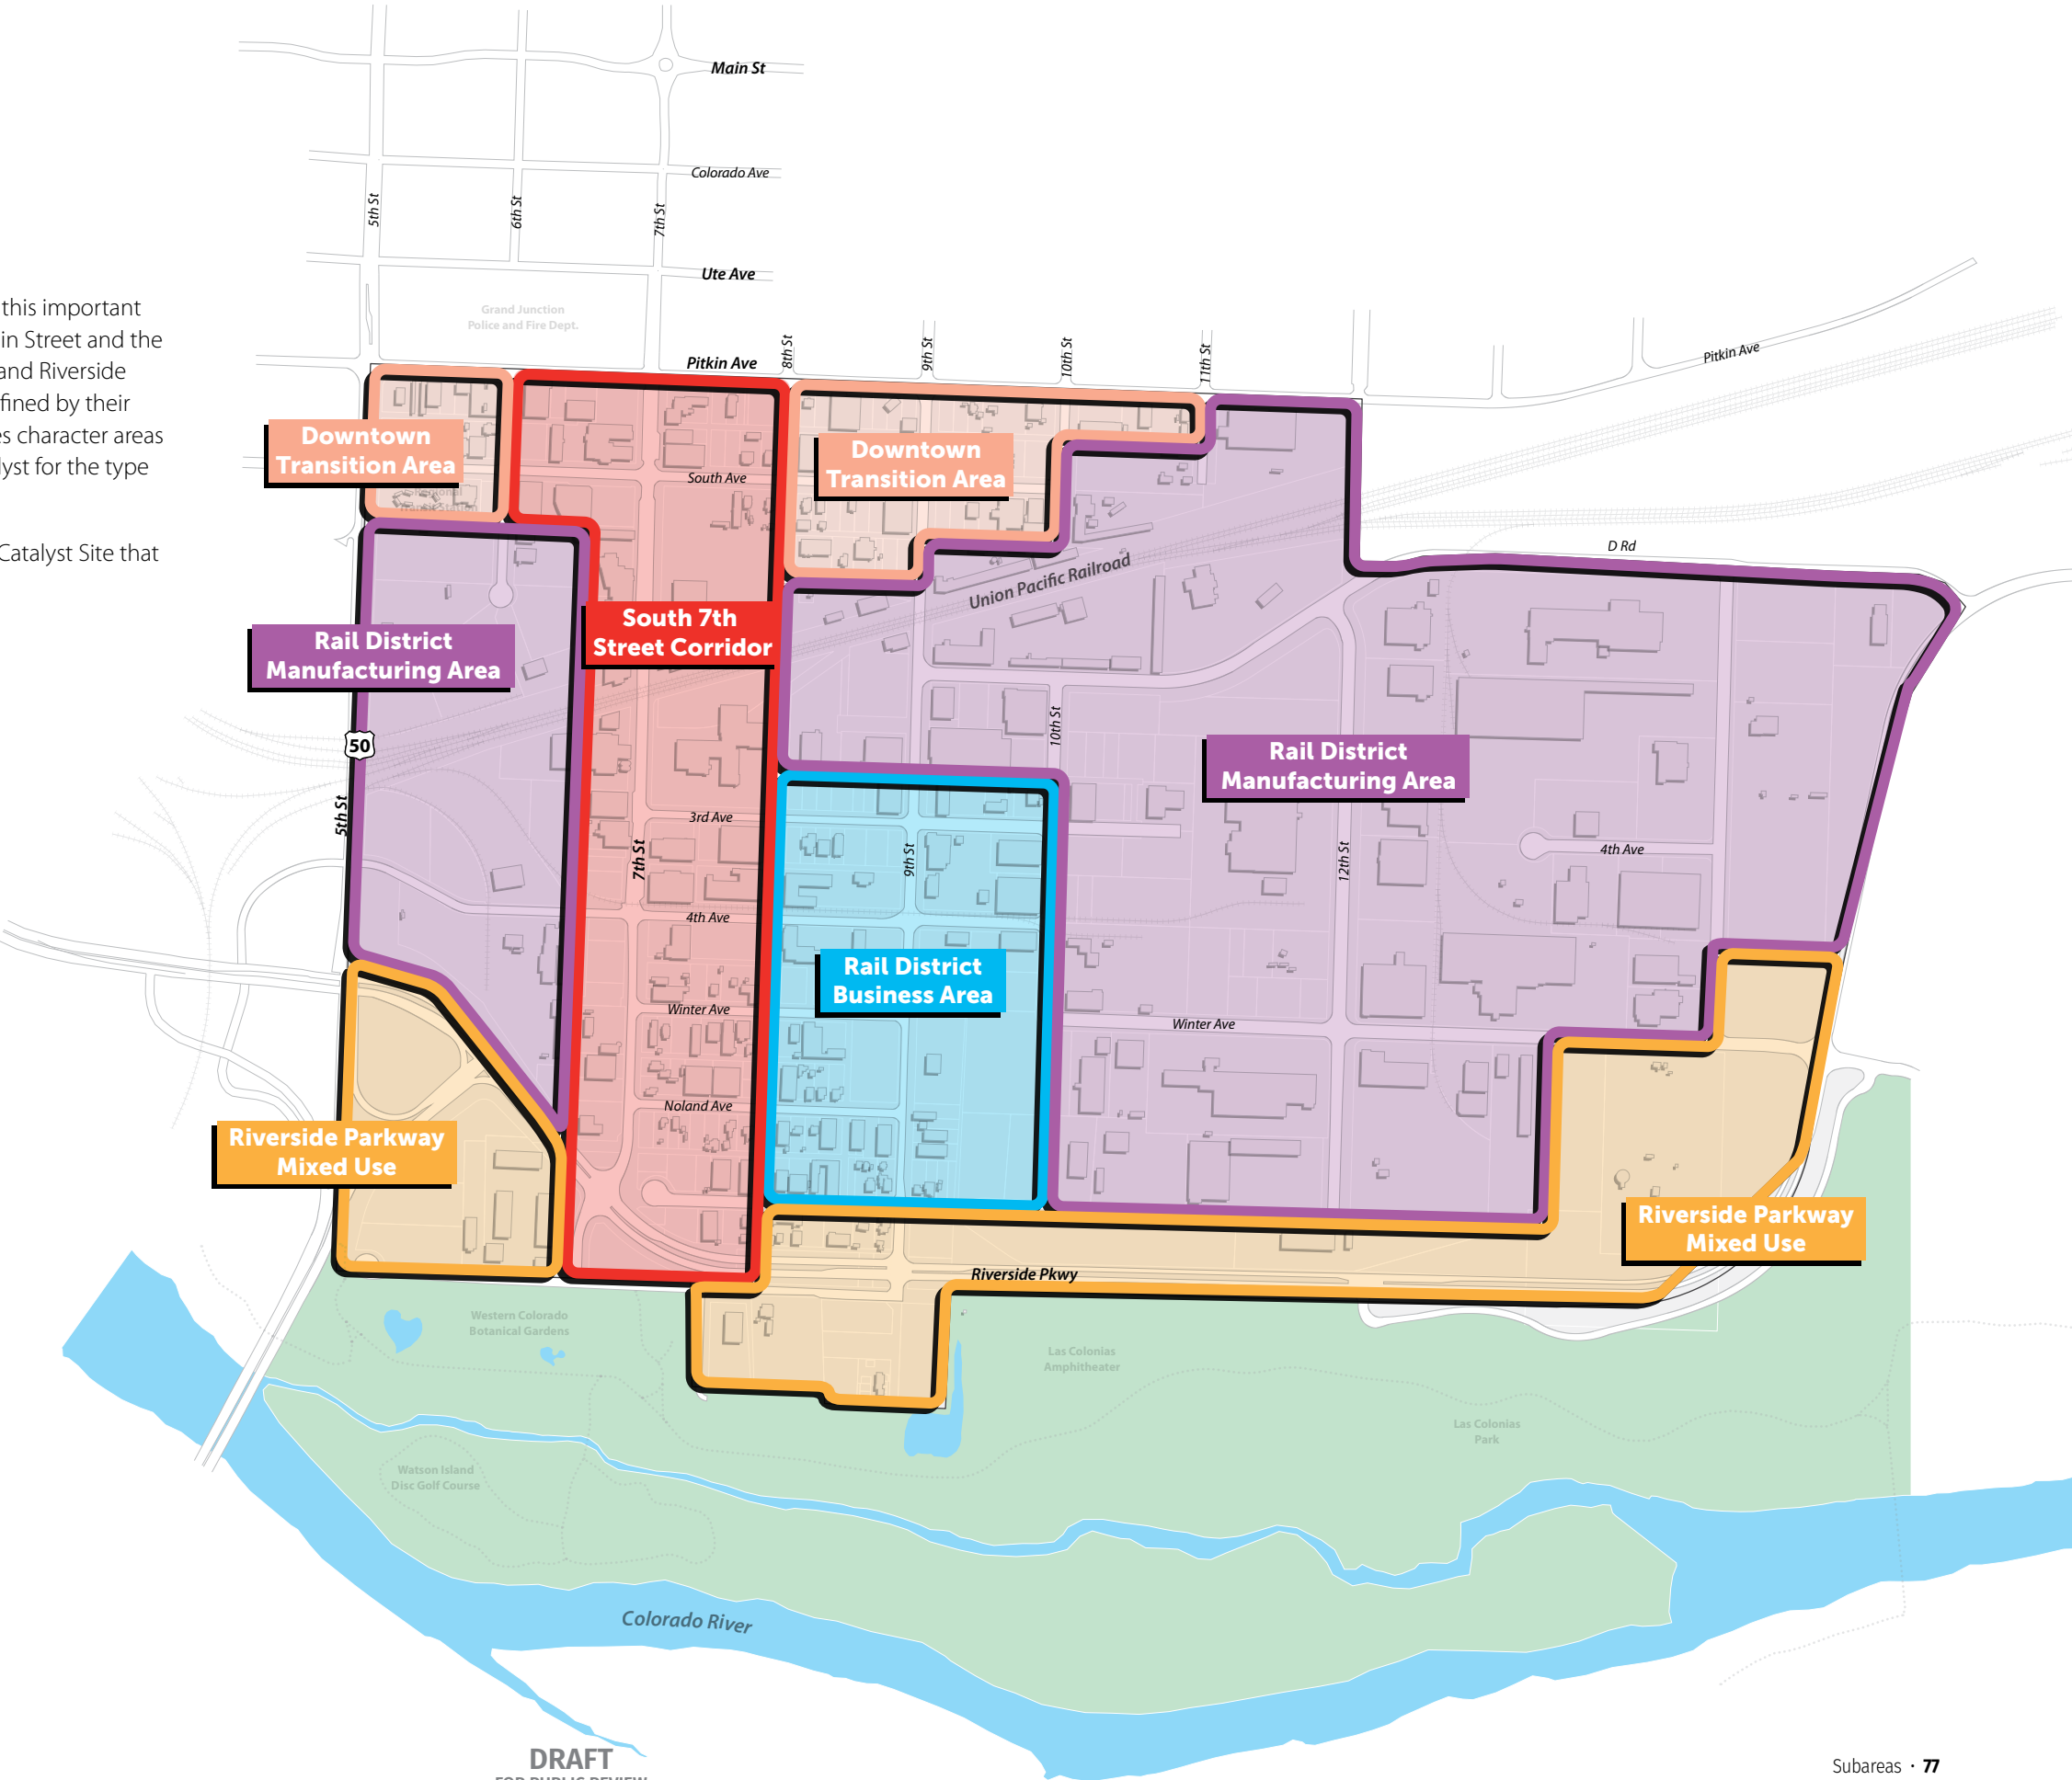 Main St
Colorado Ave
5th St
6th St
7th St
Ute Ave
this important
in Street and the
and Riverside
fined by their
s character areas
lyst for the type
Catalyst Site that
Grand Junction
Police and Fire Dept.
Pitkin Ave
8th St
9th St
10th St
11th St
Pitkin Ave
Downtown
Transition Area
Downtown
Transition Area
South Ave
D Rd
Union Pacific Railroad
South 7th
Street Corridor
Rail District
Manufacturing Area
50
5th St
10th St
Rail District
Manufacturing Area
3rd Ave
7th St
9th St
12th St
4th Ave
4th Ave
Rail District
Business Area
Winter Ave
Winter Ave
Noland Ave
Riverside Parkway
Mixed Use
Riverside Parkway
Mixed Use
Riverside Pkwy
Western Colorado
Botanical Gardens
Las Colonias
Amphitheater
Las Colonias
Park
Watson Island
Disc Golf Course
Colorado River
DRAFT
FOR PUBLIC REVIEW
Subareas · 77